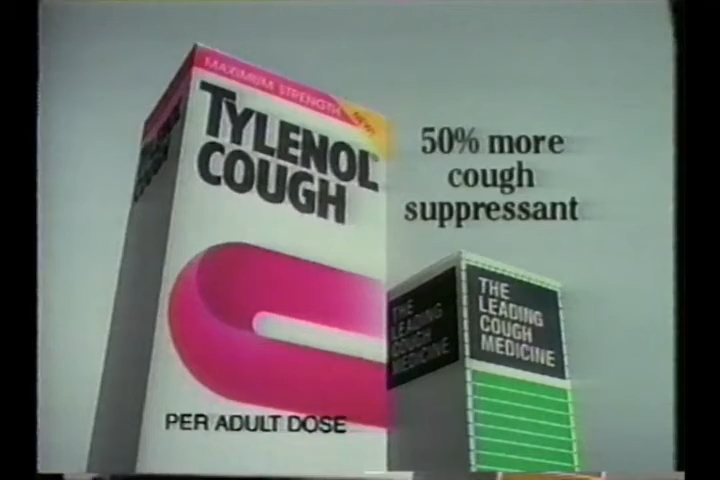 MAXIMUM STRENGTH
NEW!
TYLENOL
COUGH
50% more
cough
suppressant
THE
LEADING
COUGH
MEDICINE
THE
LEADING
COUGH
MEDICINE
PER ADULT DOSE